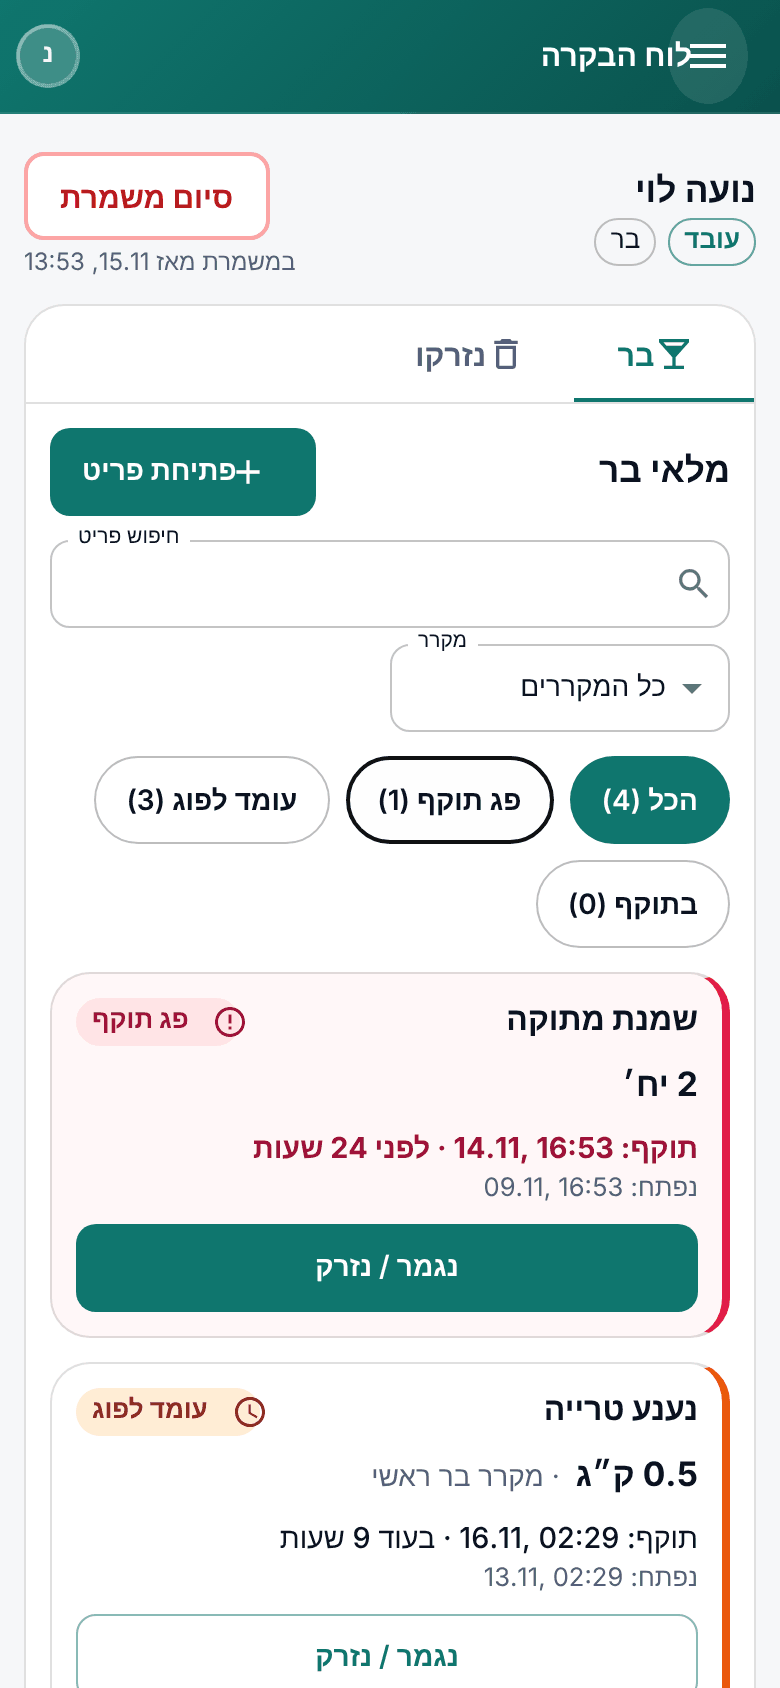 לוח הבקרה
נ
נועה לוי
עובד
בר
סיום משמרת
במשמרת מאז 15.11, 13:53
בר
נזרקו
מלאי בר
פתיחת פריט
חיפוש פריט
מקרר
כל המקררים
הכל (4)
פג תוקף (1)
עומד לפוג (3)
בתוקף (0)
שמנת מתוקה
פג תוקף
2 יח׳
תוקף: 14.11, 16:53 · לפני 24 שעות
נפתח: 09.11, 16:53
נגמר / נזרק
נענע טרייה
עומד לפוג
0.5 ק״ג · מקרר בר ראשי
תוקף: 16.11, 02:29 · בעוד 9 שעות
נפתח: 13.11, 02:29
נגמר / נזרק